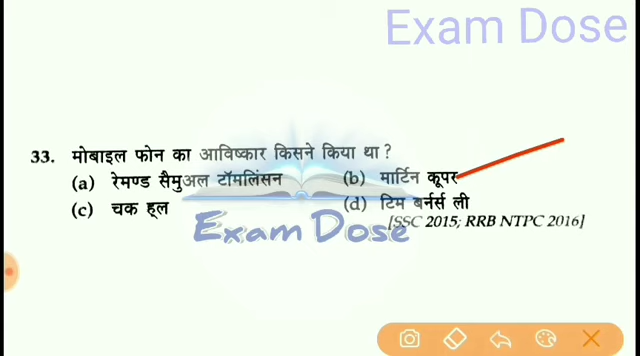 Exam Dose
33. मोबाइल फोन का आविष्कार किसने किया था ?
(a) रेमण्ड सैमुअल टॉमलिंसन (b) मार्टिन कूपर
(c) चक हूल (d) टिम बर्नर्स ली
[SSC 2015; RRB NTPC 2016]
Exam Dose